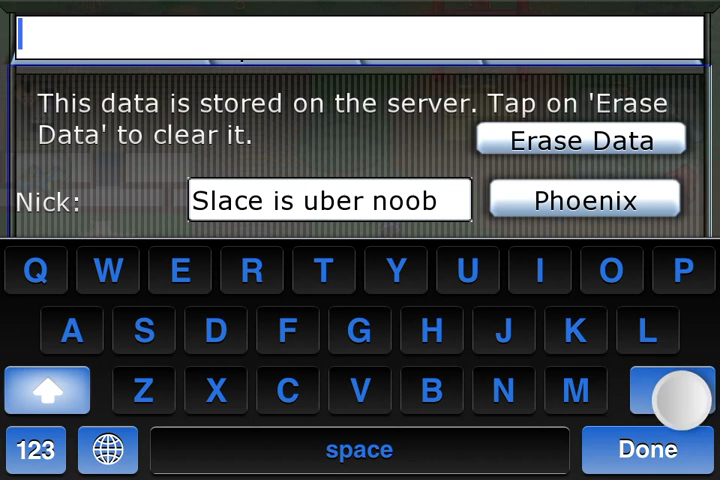 This data is stored on the server. Tap on 'Erase
Data' to clear it.
Erase Data
Nick:
Slace is uber noob
Phoenix
Q W E R T Y U I O P
A S D F G H J K L
Z X C V B N M
123
space
Done